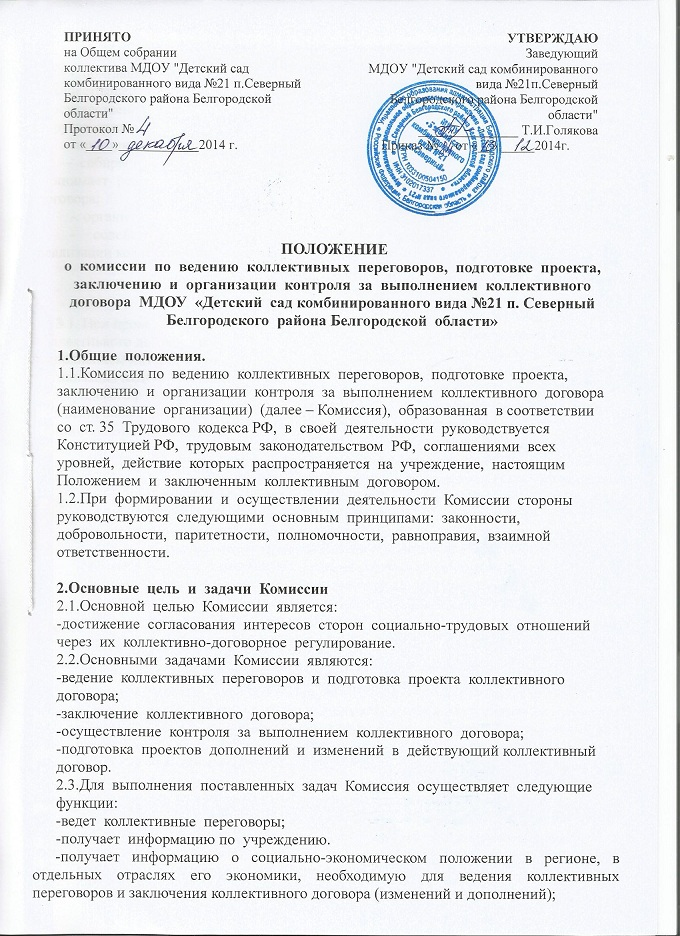 ПРИНЯТО
на Общем собрании
коллектива МДОУ "Детский сад
комбинированного вида №21 п.Северный
Белгородского района Белгородской
области"
Протокол № 4
от « 10 » декабря 2014 г.
УТВЕРЖДАЮ
Заведующий
МДОУ "Детский сад комбинированного
вида №21п.Северный
Белгородского района Белгородской
области"
Т.И.Голякова
Приказ № от « » 12 2014г.
ПОЛОЖЕНИЕ
о комиссии по ведению коллективных переговоров, подготовке проекта,
заключению и организации контроля за выполнением коллективного
договора МДОУ «Детский сад комбинированного вида №21 п. Северный
Белгородского района Белгородской области»
1.Общие положения.
1.1.Комиссия по ведению коллективных переговоров, подготовке проекта,
заключению и организации контроля за выполнением коллективного договора
(наименование организации) (далее – Комиссия), образованная в соответствии
со ст. 35 Трудового кодекса РФ, в своей деятельности руководствуется
Конституцией РФ, трудовым законодательством РФ, соглашениями всех
уровней, действие которых распространяется на учреждение, настоящим
Положением и заключенным коллективным договором.
1.2.При формировании и осуществлении деятельности Комиссии стороны
руководствуются следующими основным принципами: законности,
добровольности, паритетности, полномочности, равноправия, взаимной
ответственности.
2.Основные цель и задачи Комиссии
2.1.Основной целью Комиссии является:
-достижение согласования интересов сторон социально-трудовых отношений
через их коллективно-договорное регулирование.
2.2.Основными задачами Комиссии являются:
-ведение коллективных переговоров и подготовка проекта коллективного
договора;
-заключение коллективного договора;
-осуществление контроля за выполнением коллективного договора;
-подготовка проектов дополнений и изменений в действующий коллективный
договор.
2.3.Для выполнения поставленных задач Комиссия осуществляет следующие
функции:
-ведет коллективные переговоры;
-получает информацию по учреждению.
-получает информацию о социально-экономическом положении в регионе, в
отдельных отраслях его экономики, необходимую для ведения коллективных
переговоров и заключения коллективного договора (изменений и дополнений);